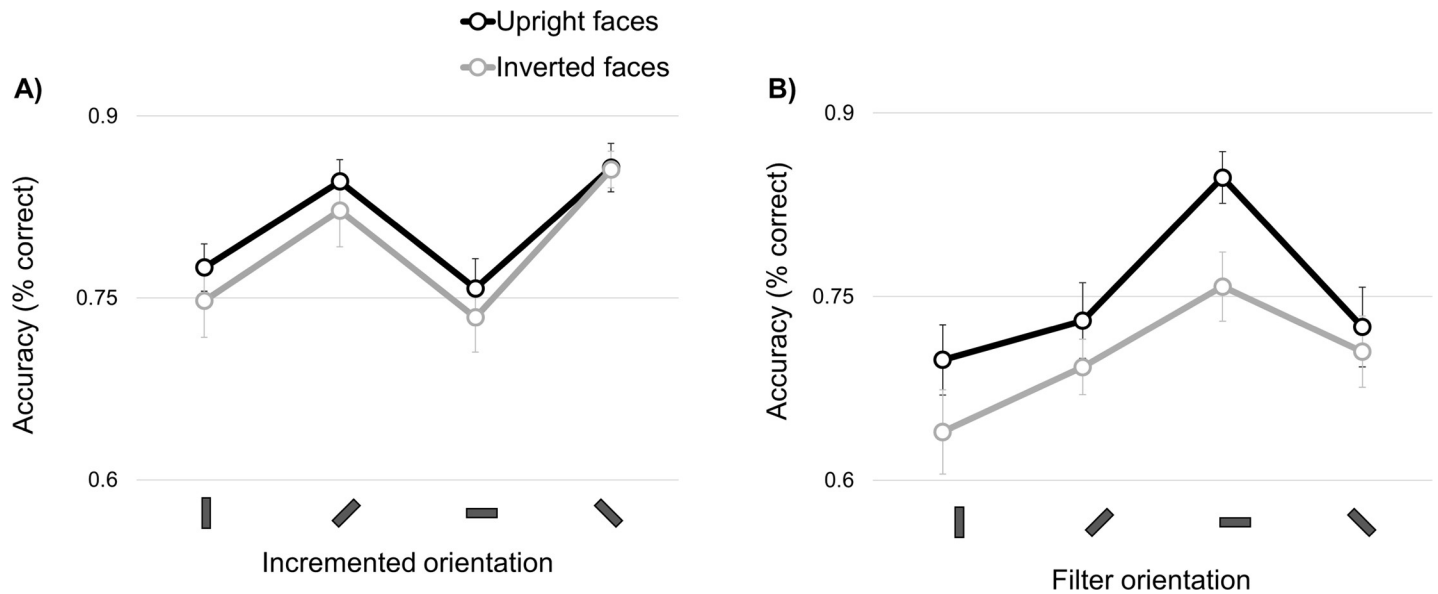 Upright faces
Inverted faces
A)
B)
0.9
0.75
0.6
Accuracy (% correct)
Incremented orientation
0.9
0.75
0.6
Accuracy (% correct)
Filter orientation